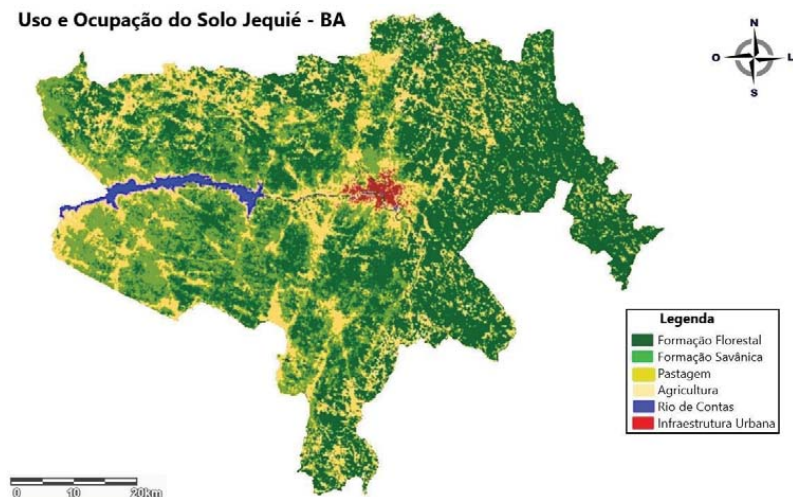 Uso e Ocupação do Solo Jequié - BA
N
O L
S
Legenda
Formação Florestal
Formação Savânica
Pastagem
Agricultura
Rio de Contas
Infraestrutura Urbana
0 10 20km